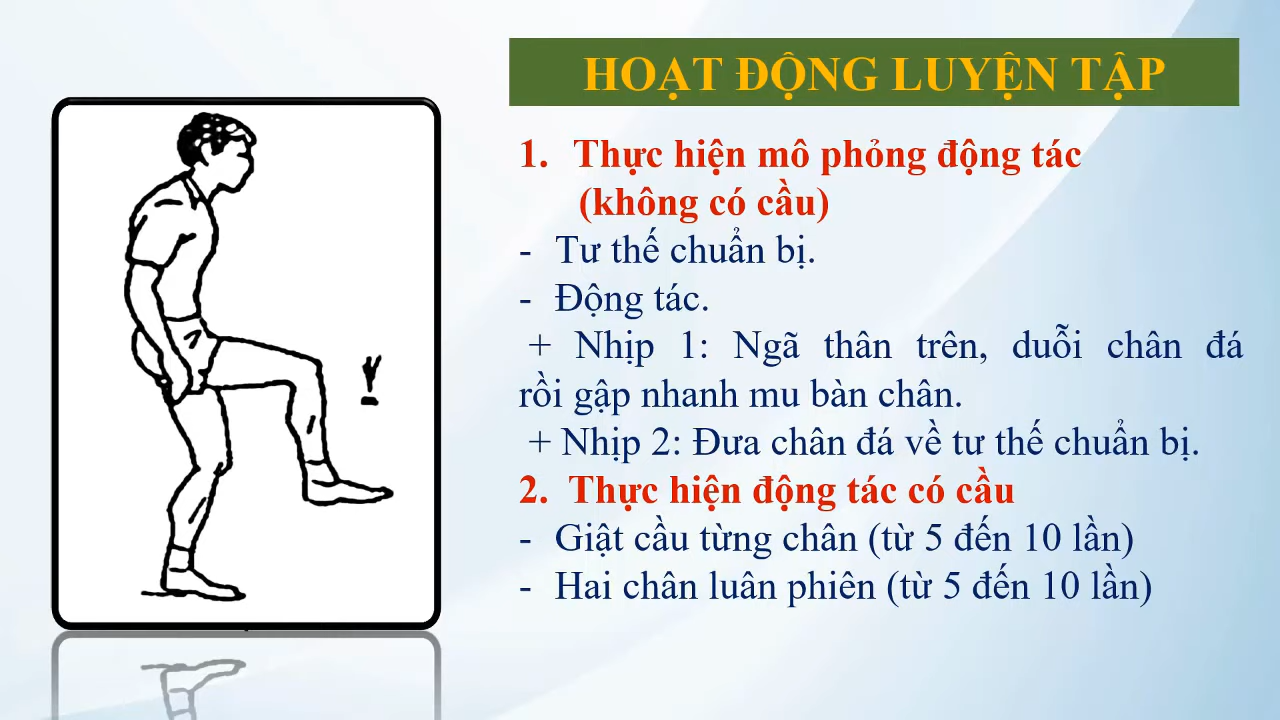 HOẠT ĐỘNG LUYỆN TẬP
1. Thực hiện mô phỏng động tác
(không có cầu)
- Tư thế chuẩn bị.
- Động tác.
+ Nhịp 1: Ngã thân trên, duỗi chân đá
rồi gập nhanh mu bàn chân.
+ Nhịp 2: Đưa chân đá về tư thế chuẩn bị.
2. Thực hiện động tác có cầu
- Giật cầu từng chân (từ 5 đến 10 lần)
- Hai chân luân phiên (từ 5 đến 10 lần)